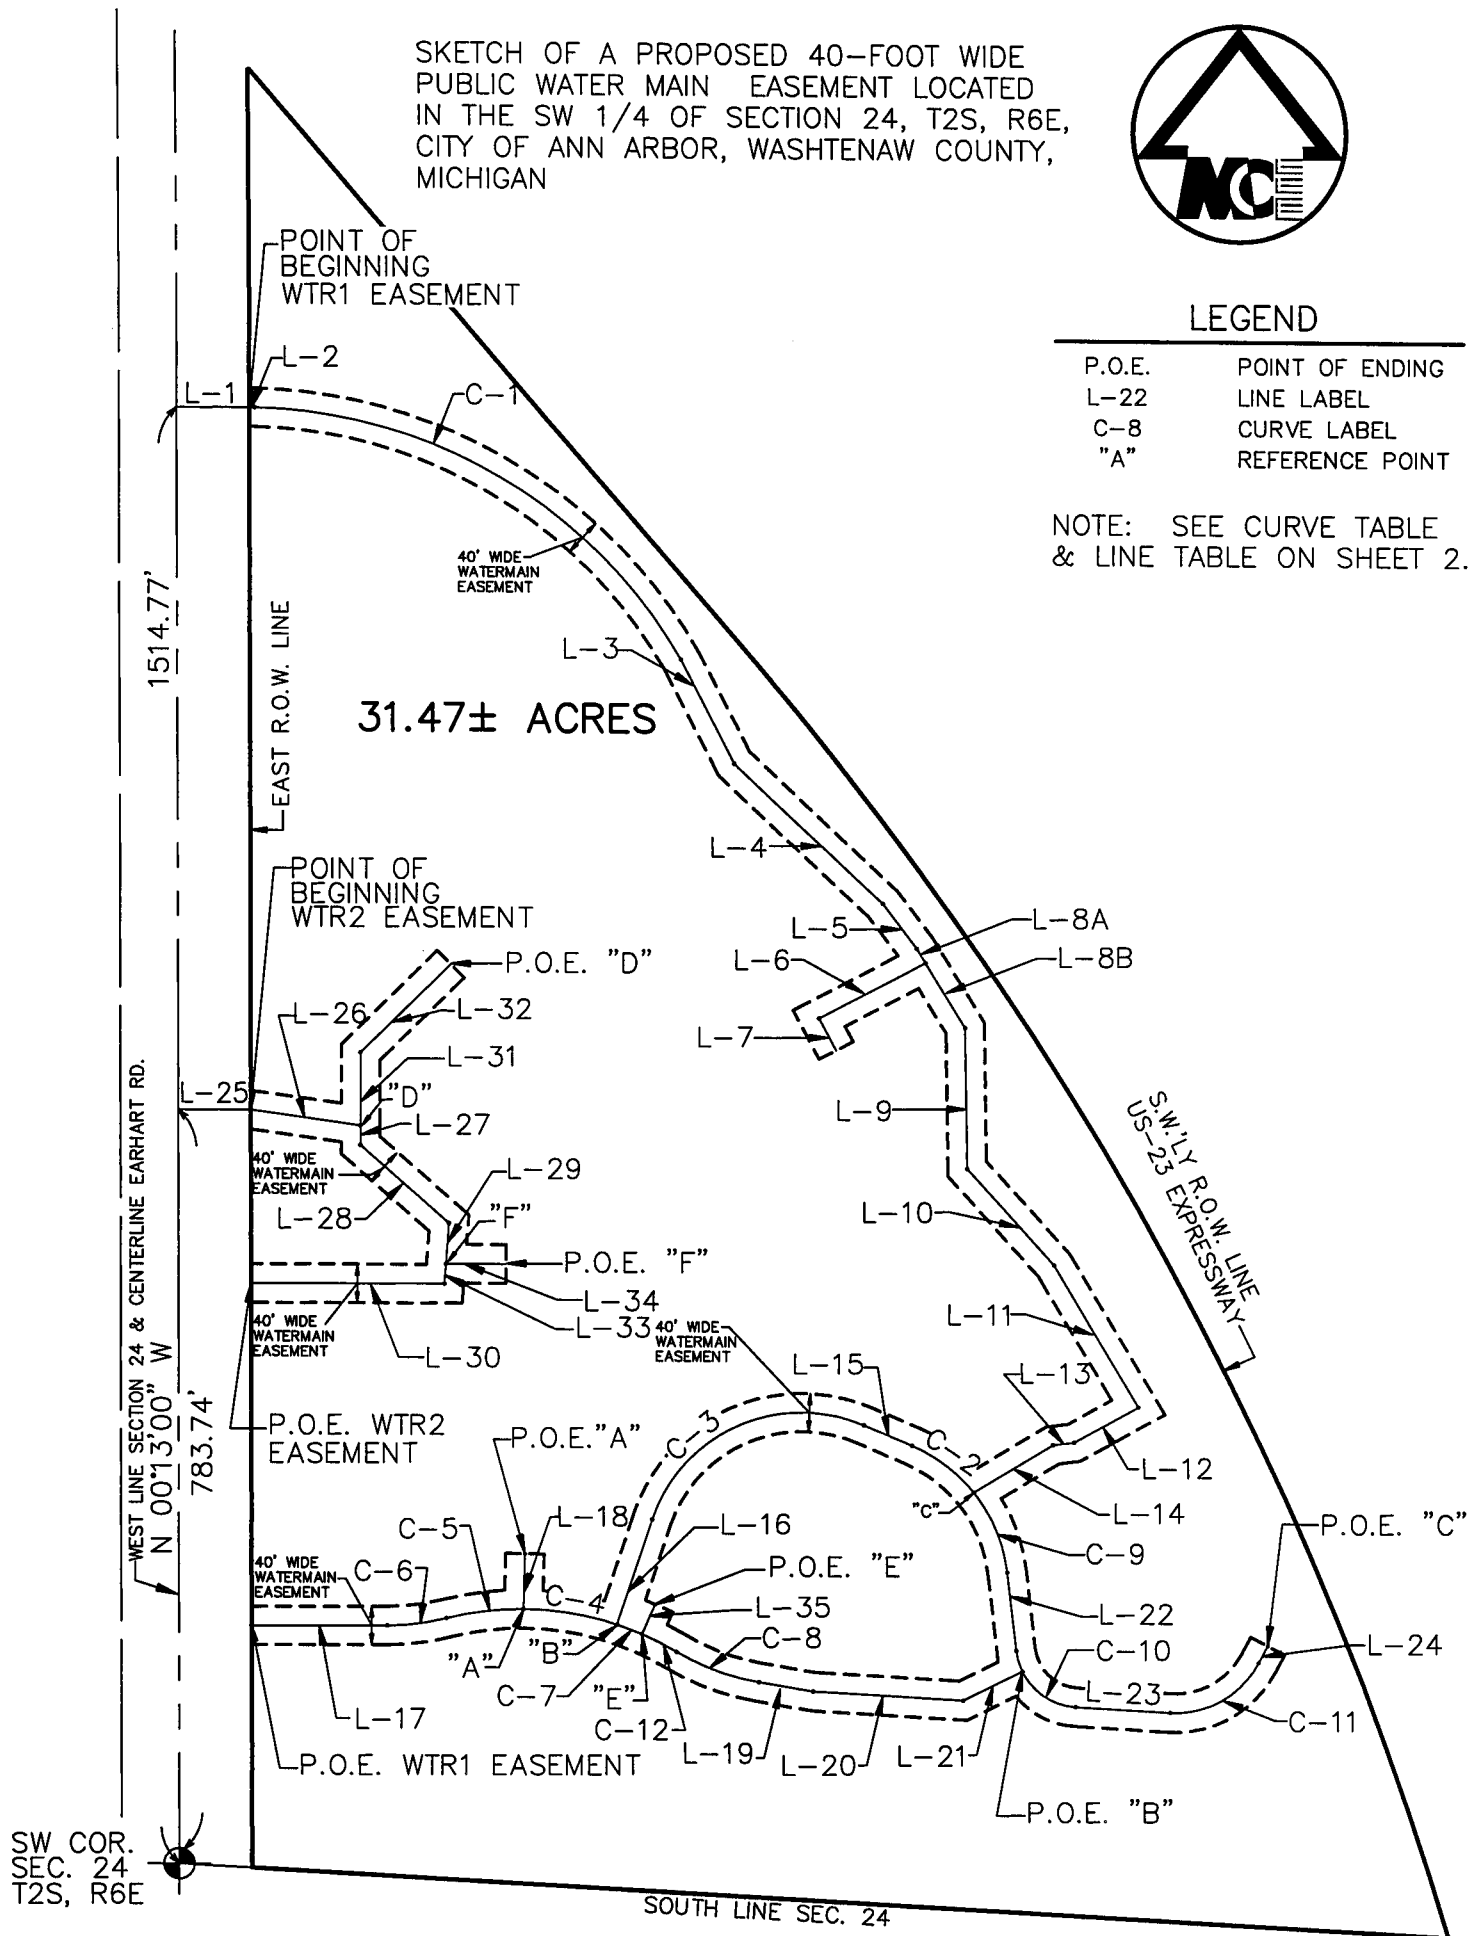 SKETCH OF A PROPOSED 40-FOOT WIDE
PUBLIC WATER MAIN EASEMENT LOCATED
IN THE SW 1/4 OF SECTION 24, T2S, R6E,
CITY OF ANN ARBOR, WASHTENAW COUNTY,
MICHIGAN
MCE
LEGEND
P.O.E. POINT OF ENDING
L-22 LINE LABEL
C-8 CURVE LABEL
"A" REFERENCE POINT
NOTE: SEE CURVE TABLE
& LINE TABLE ON SHEET 2.
POINT OF
BEGINNING
WTR1 EASEMENT
L-2
L-1
C-1
40' WIDE
WATERMAIN
EASEMENT
1514.77'
EAST R.O.W. LINE
L-3
31.47± ACRES
L-4
POINT OF
BEGINNING
WTR2 EASEMENT
L-5
L-8A
L-6
L-8B
P.O.E. "D"
L-26
L-32
L-7
L-31
L-25
"D"
L-27
L-9
40' WIDE
WATERMAIN
EASEMENT
L-29
L-28
"F"
L-10
P.O.E. "F"
L-34
L-33
40' WIDE
WATERMAIN
EASEMENT
L-30
40' WIDE
WATERMAIN
EASEMENT
L-11
S.W.'LY R.O.W. LINE
US-23 EXPRESSWAY
WEST LINE SECTION 24 & CENTERLINE EARHART RD.
N 00°13'00" W
783.74'
L-15
L-13
P.O.E. WTR2
EASEMENT
P.O.E."A"
C-3
C-2
L-12
"C"
L-14
L-18
C-5
L-16
P.O.E. "C"
C-9
40' WIDE
WATERMAIN
EASEMENT
C-6
C-4
P.O.E. "E"
L-35
L-22
"A"
"B"
C-8
C-10
L-24
C-7
"E"
L-23
L-17
C-12
C-11
L-19
L-20
L-21
P.O.E. WTR1 EASEMENT
P.O.E. "B"
SW COR.
SEC. 24
T2S, R6E
SOUTH LINE SEC. 24